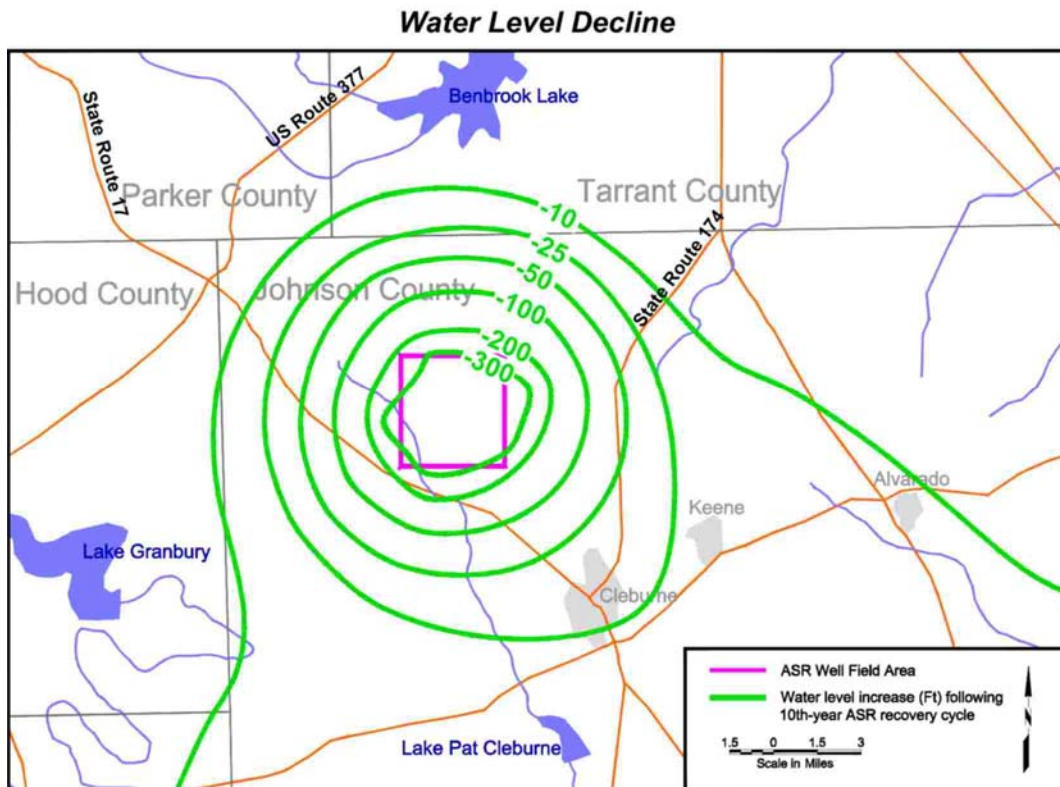 Water Level Decline
Benbrook Lake
US Route 377
State Route 17
Parker County
Tarrant County
-10
-25
State Route 174
-50
Hood County
Johnson County
-100
-200
-300
Alvarado
Keene
Lake Granbury
Cleburne
ASR Well Field Area
Water level increase (Ft) following
10th-year ASR recovery cycle
Lake Pat Cleburne
1.5 0 1.5 3
Scale in Miles